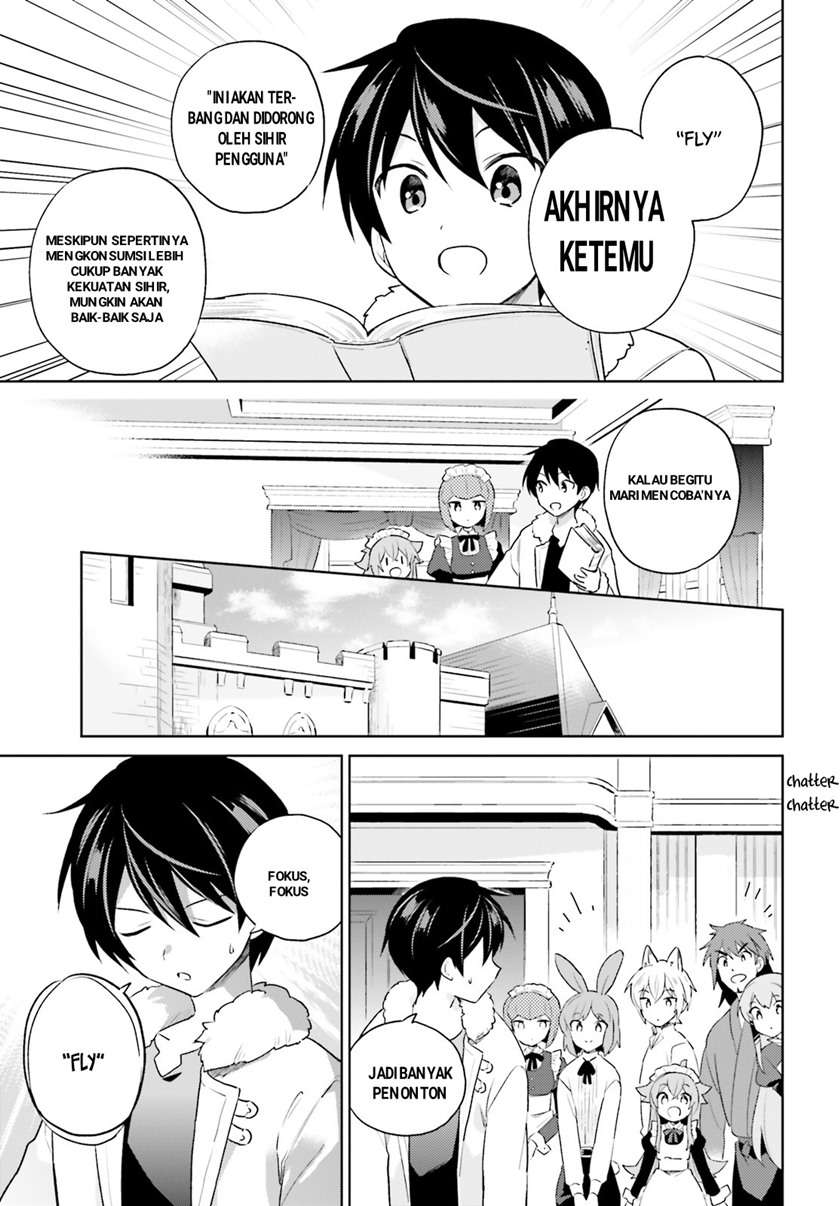 "FLY"
AKHIRNYA
KETEMU
"INI AKAN TER-
BANG DAN DIDORONG
OLEH SIHIR
PENGGUNA"
MESKIPUN SEPERTINYA
MENGKONSUMSI LEBIH
CUKUP BANYAK
KEKUATAN SIHIR,
MUNGKIN AKAN
BAIK-BAIK SAJA
KALAU BEGITU
MARI MENCOBA'NYA
chatter
chatter
JADI BANYAK
PENONTON
FOKUS,
FOKUS
"FLY"